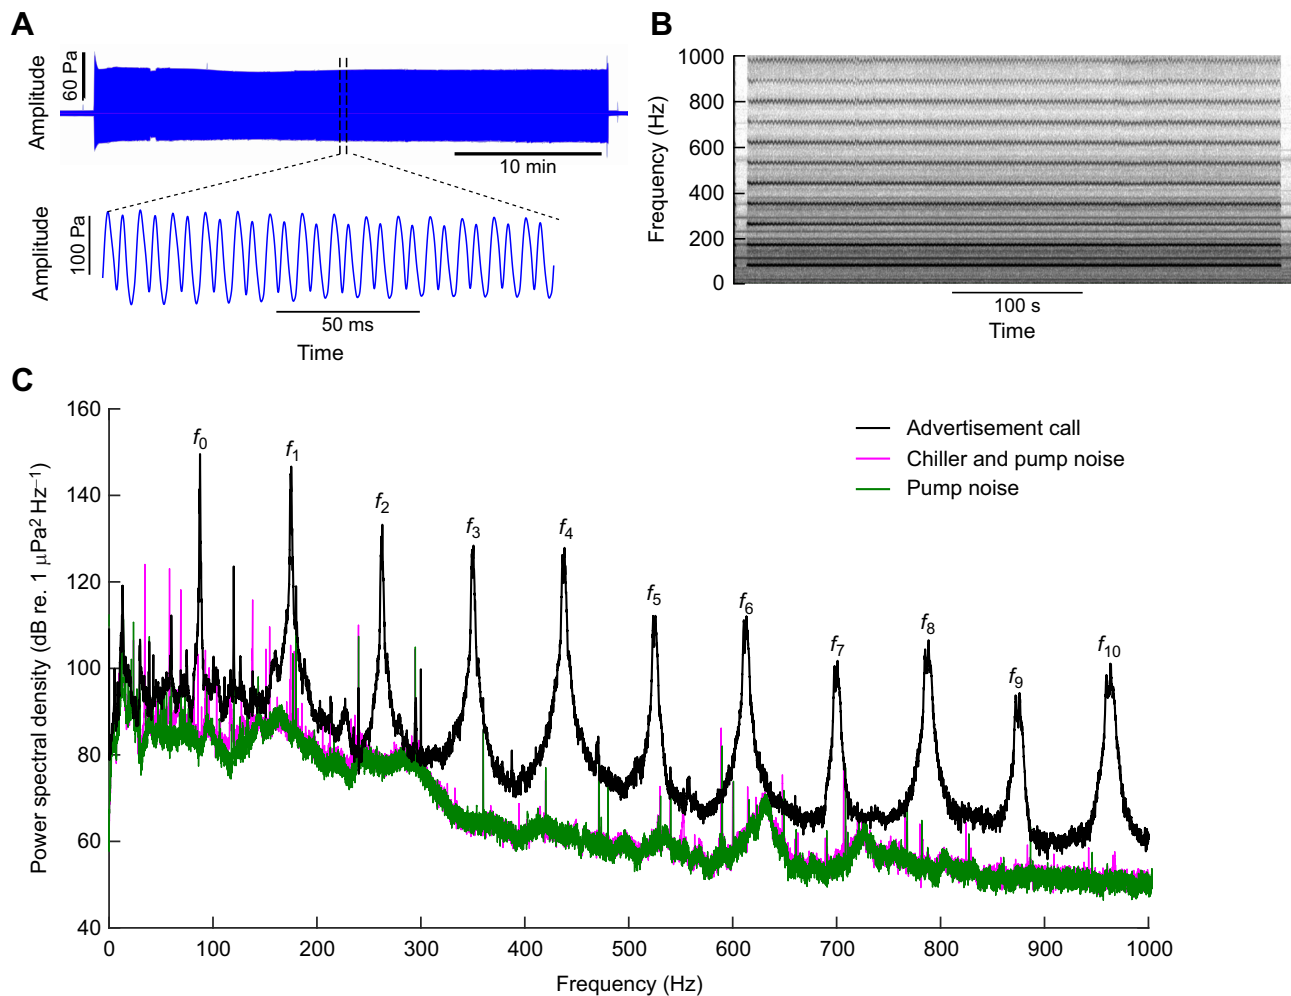 A
Amplitude
60 Pa
10 min
Amplitude
100 Pa
50 ms
Time
B
Frequency (Hz)
1000
800
600
400
200
0
100 s
Time
C
Power spectral density (dB re. 1 μPa² Hz⁻¹)
160
140
120
100
80
60
40
f0
f1
f2
f3
f4
f5
f6
f7
f8
f9
f10
Advertisement call
Chiller and pump noise
Pump noise
0 100 200 300 400 500 600 700 800 900 1000
Frequency (Hz)